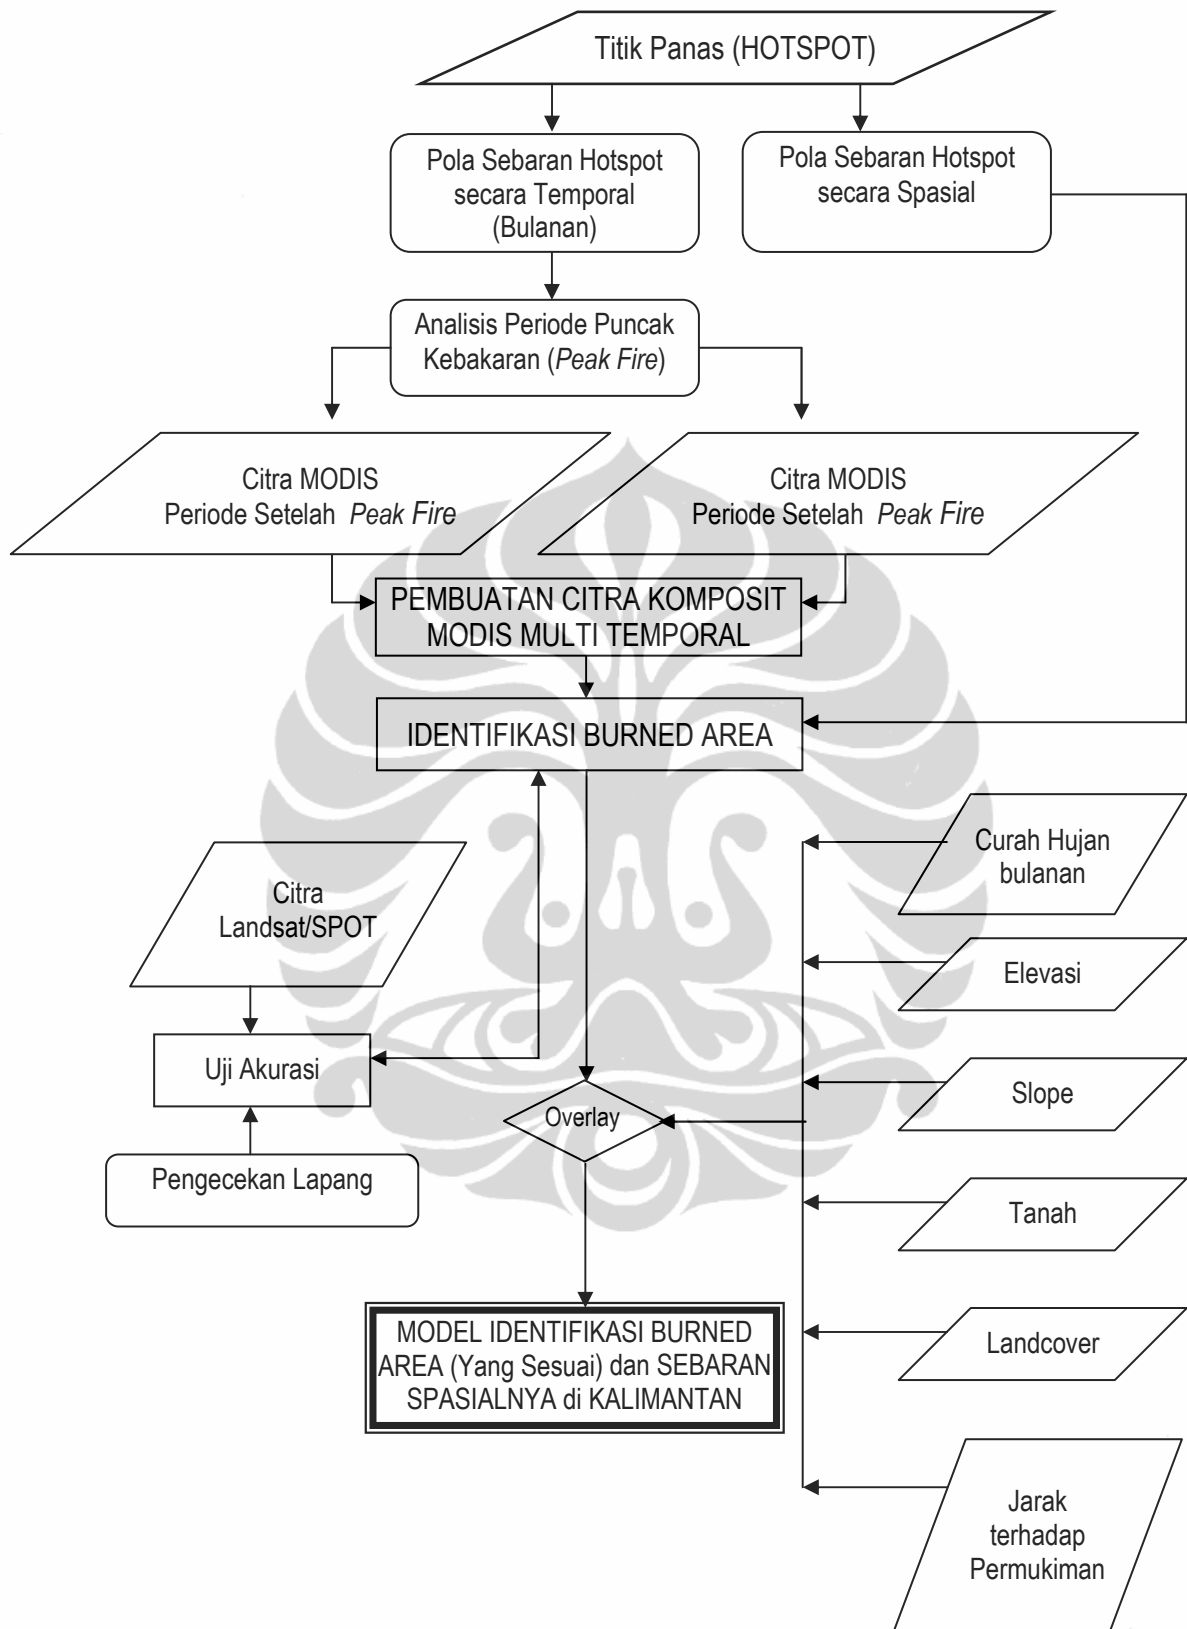 Titik Panas (HOTSPOT)
Pola Sebaran Hotspot
secara Temporal
(Bulanan)
Pola Sebaran Hotspot
secara Spasial
Analisis Periode Puncak
Kebakaran (Peak Fire)
Citra MODIS
Periode Setelah Peak Fire
Citra MODIS
Periode Setelah Peak Fire
PEMBUATAN CITRA KOMPOSIT
MODIS MULTI TEMPORAL
IDENTIFIKASI BURNED AREA
Curah Hujan
bulanan
Citra
Landsat/SPOT
Elevasi
Uji Akurasi
Slope
Overlay
Pengecekan Lapang
Tanah
MODEL IDENTIFIKASI BURNED
AREA (Yang Sesuai) dan SEBARAN
SPASIALNYA di KALIMANTAN
Landcover
Jarak
terhadap
Permukiman